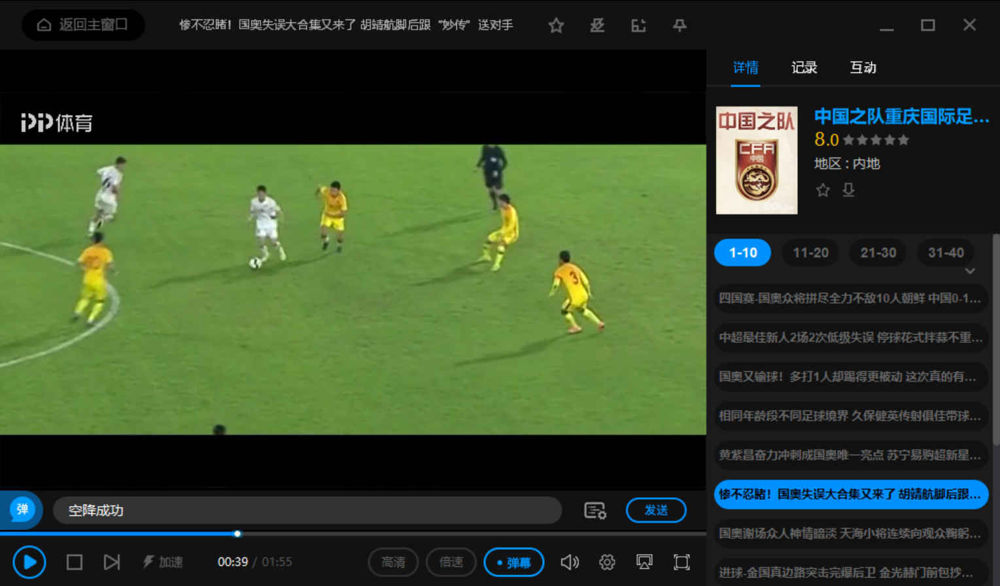 返回主窗口
惨不忍睹！国奥失误大合集又来了 胡靖航脚后跟“妙传”送对手
PP体育
3
详情
记录
互动
中国之队
CFA
中国
中国之队重庆国际足...
8.0
地区：内地
1-10
11-20
21-30
31-40
四国赛-国奥众将拼尽全力不敌10人朝鲜 中国0-1...
中超最佳新人2场2次低级失误 停球花式拌蒜不重...
国奥又输球！多打1人却踢得更被动 这次真的有...
相同年龄段不同足球境界 久保健英传射俱佳带球...
黄紫昌奋力冲刺成国奥唯一亮点 苏宁易购超新星...
惨不忍睹！国奥失误大合集又来了 胡靖航脚后跟...
国奥谢场众人神情暗淡 天海小将连续向观众鞠躬...
进球-金国真边路突击完爆后卫 金光赫门前包抄...
弹
空降成功
发送
加速
00:39 / 01:55
高清
倍速
弹幕